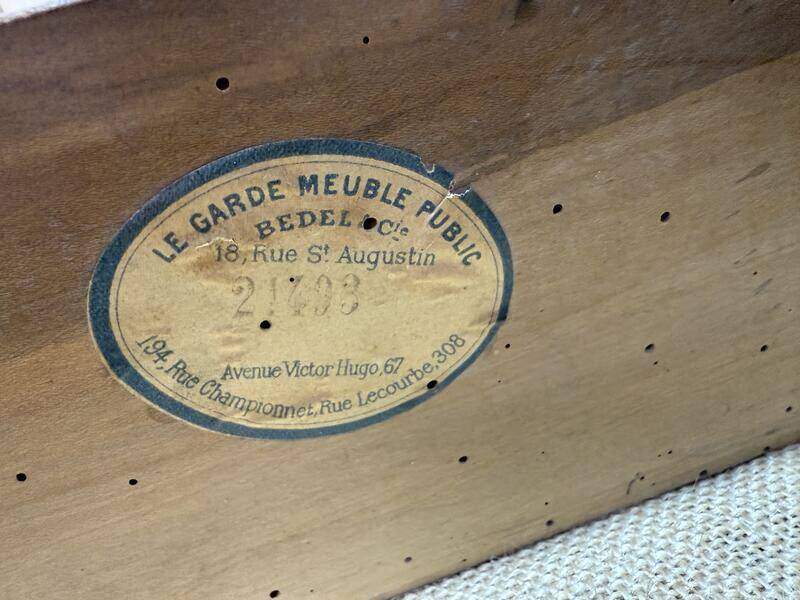 LE GARDE MEUBLE PUBLIC
BEDEL & Cie
18, Rue St Augustin
21493
Avenue Victor Hugo, 67
194, Rue Championnet, Rue Lecourbe, 308